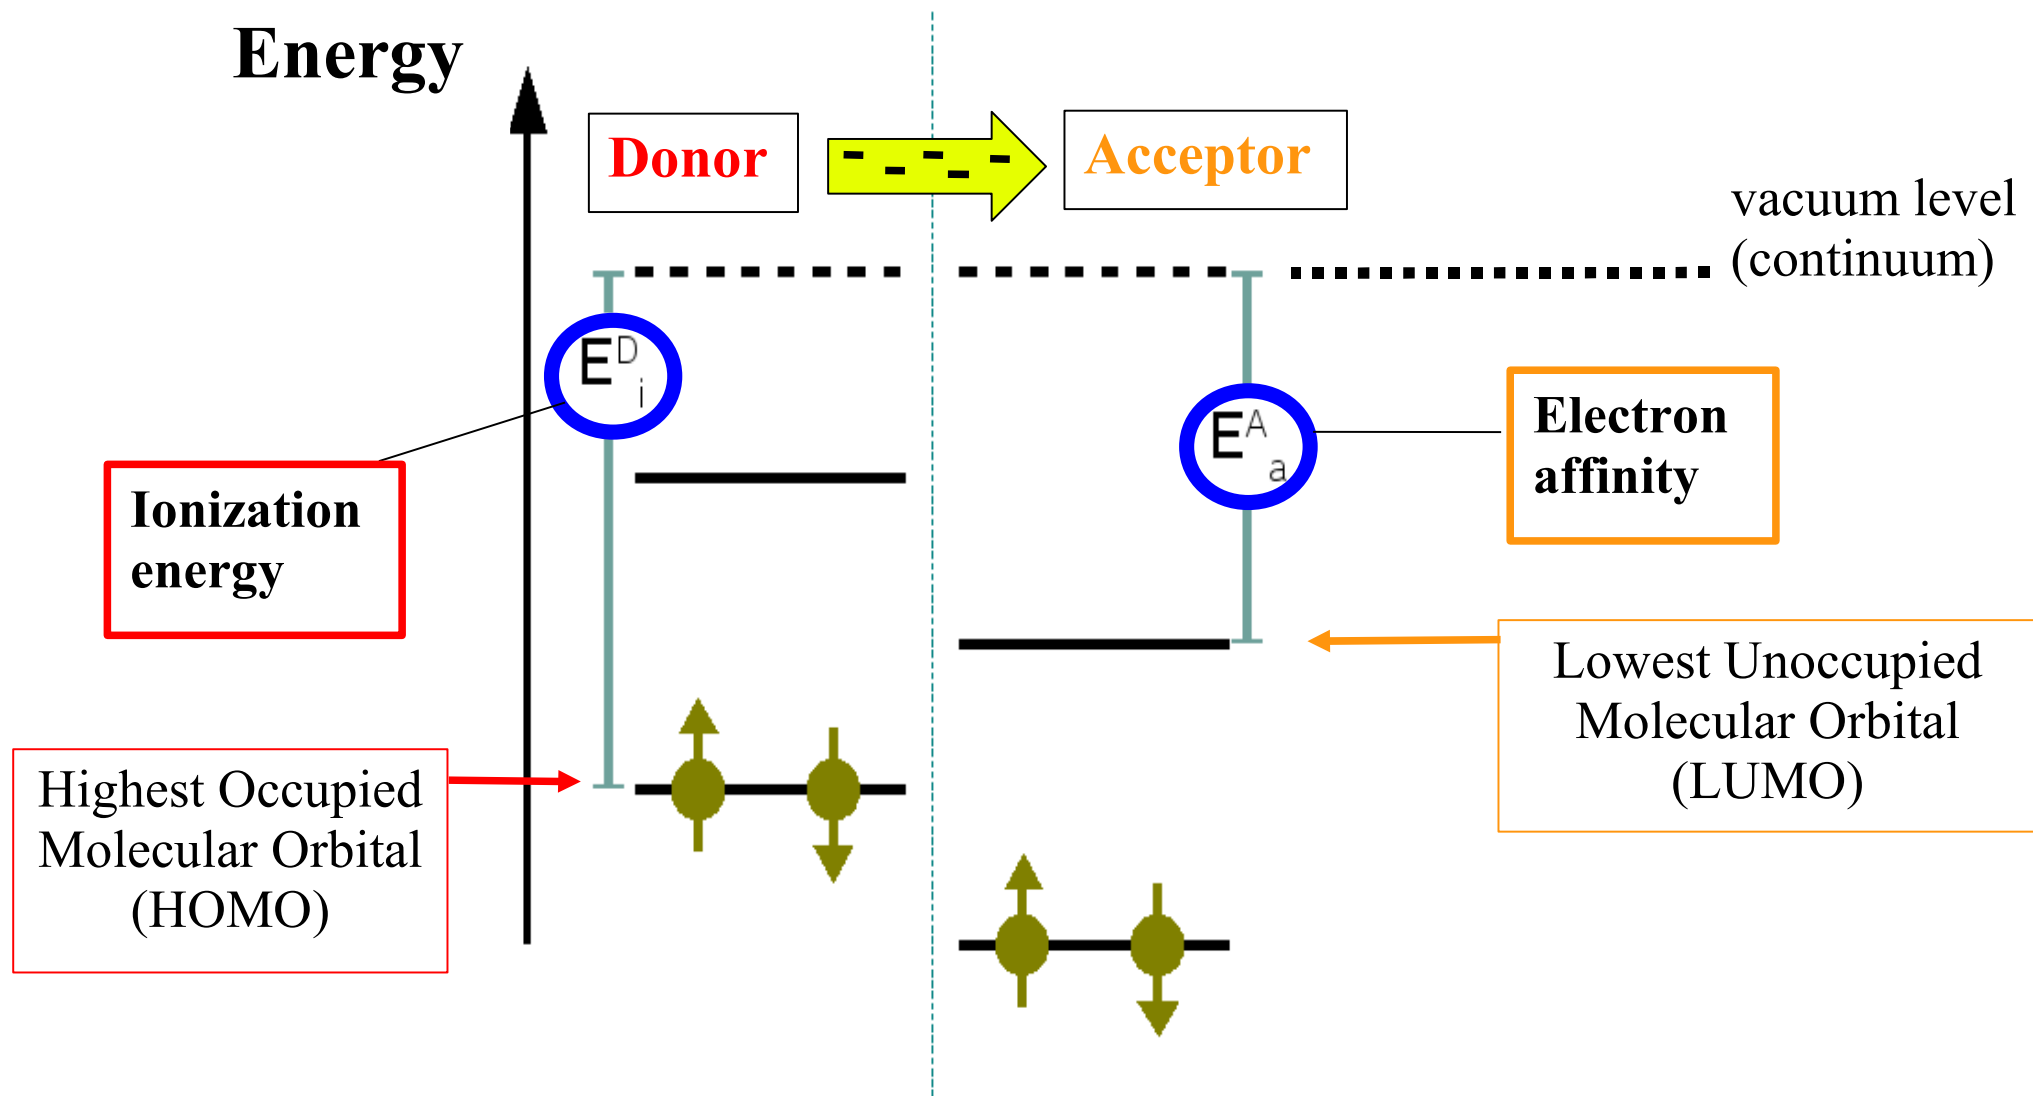 Energy
Donor
Acceptor
vacuum level
(continuum)
E^D_i
E^A_a
Electron
affinity
Ionization
energy
Lowest Unoccupied
Molecular Orbital
(LUMO)
Highest Occupied
Molecular Orbital
(HOMO)